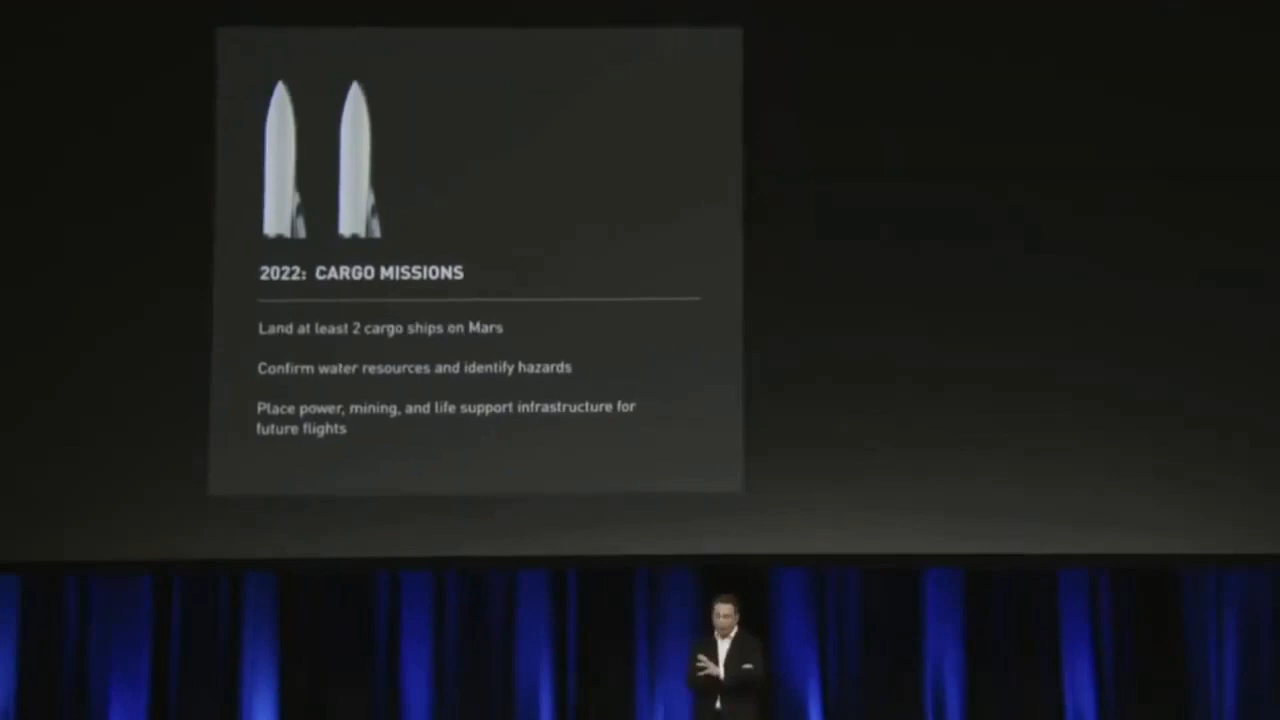 2022: CARGO MISSIONS
Land at least 2 cargo ships on Mars
Confirm water resources and identify hazards
Place power, mining, and life support infrastructure for
future flights